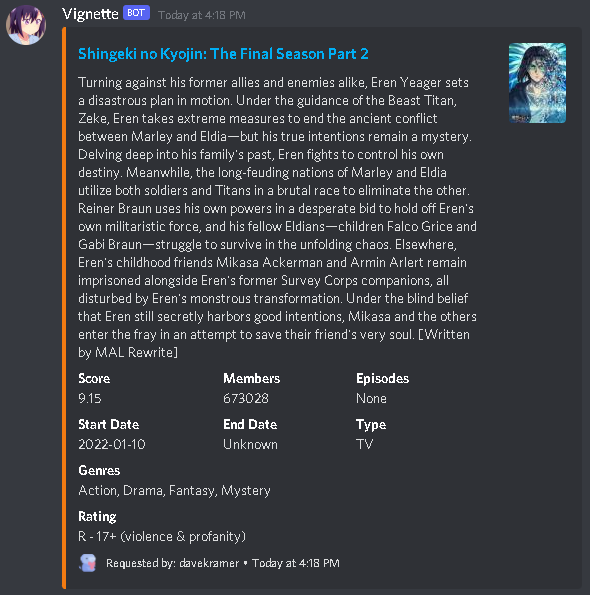 Vignette BOT Today at 4:18 PM
Shingeki no Kyojin: The Final Season Part 2
Turning against his former allies and enemies alike, Eren Yeager sets
a disastrous plan in motion. Under the guidance of the Beast Titan,
Zeke, Eren takes extreme measures to end the ancient conflict
between Marley and Eldia—but his true intentions remain a mystery.
Delving deep into his family's past, Eren fights to control his own
destiny. Meanwhile, the long-feuding nations of Marley and Eldia
utilize both soldiers and Titans in a brutal race to eliminate the other.
Reiner Braun uses his own powers in a desperate bid to hold off Eren's
own militaristic force, and his fellow Eldians—children Falco Grice and
Gabi Braun—struggle to survive in the unfolding chaos. Elsewhere,
Eren's childhood friends Mikasa Ackerman and Armin Arlert remain
imprisoned alongside Eren's former Survey Corps companions, all
disturbed by Eren's monstrous transformation. Under the blind belief
that Eren still secretly harbors good intentions, Mikasa and the others
enter the fray in an attempt to save their friend's very soul. [Written
by MAL Rewrite]
Score Members Episodes
9.15 673028 None
Start Date End Date Type
2022-01-10 Unknown TV
Genres
Action, Drama, Fantasy, Mystery
Rating
R - 17+ (violence & profanity)
Requested by: davekramer • Today at 4:18 PM